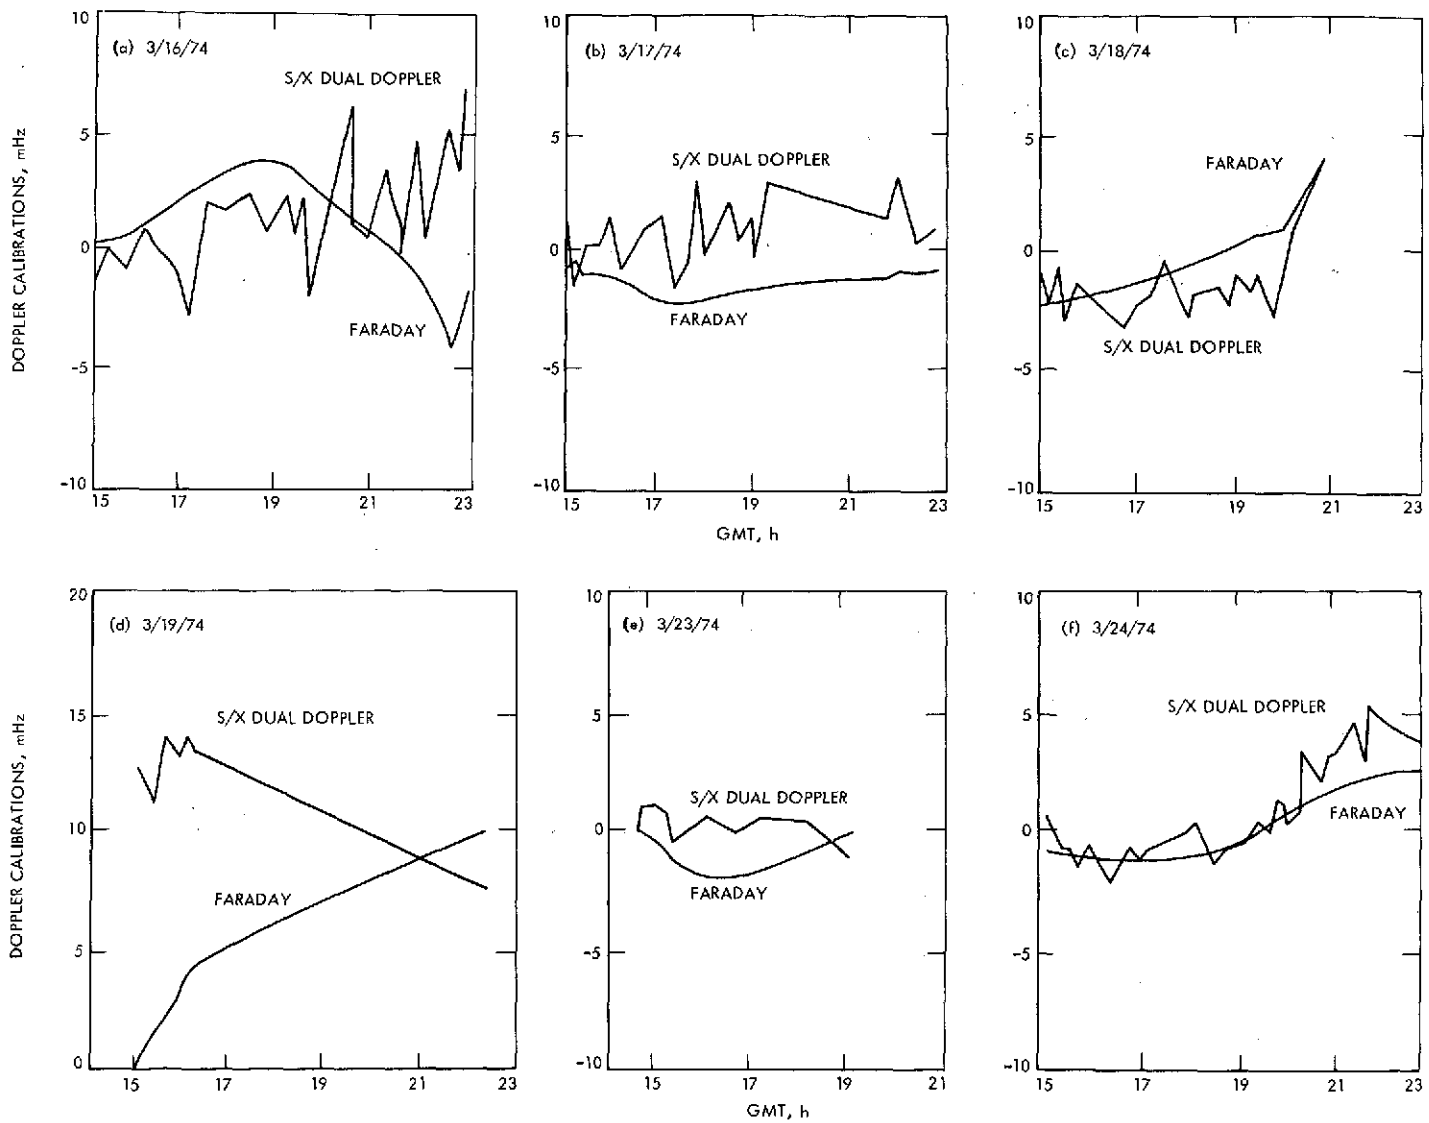 (a) 3/16/74
S/X DUAL DOPPLER
FARADAY
10
5
0
-5
-10
15 17 19 21 23
DOPPLER CALIBRATIONS, mHz
(b) 3/17/74
S/X DUAL DOPPLER
FARADAY
10
5
0
-5
-10
15 17 19 21 23
GMT, h
(c) 3/18/74
FARADAY
S/X DUAL DOPPLER
10
5
0
-5
-10
15 17 19 21 23
(d) 3/19/74
S/X DUAL DOPPLER
FARADAY
20
15
10
5
0
15 17 19 21 23
DOPPLER CALIBRATIONS, mHz
(e) 3/23/74
S/X DUAL DOPPLER
FARADAY
10
5
0
-5
-10
15 17 19 21
GMT, h
(f) 3/24/74
S/X DUAL DOPPLER
FARADAY
10
5
0
-5
-10
15 17 19 21 23